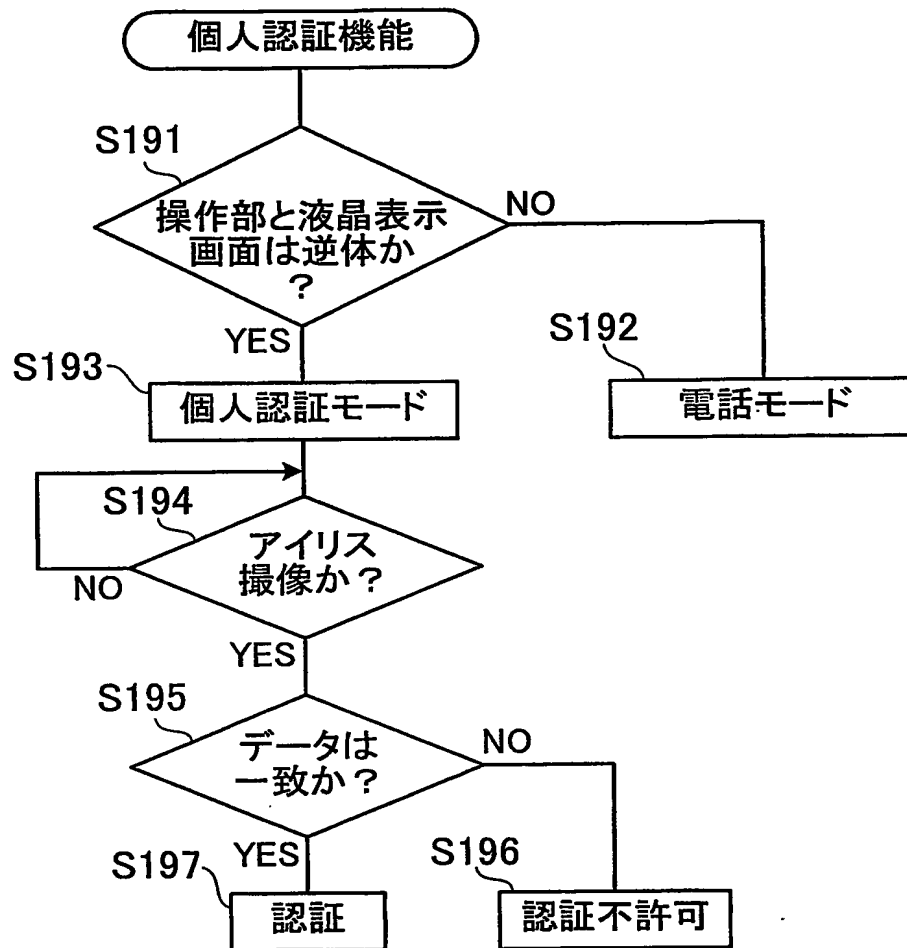 個人認証機能
S191
操作部と液晶表示
画面は逆体か
?
NO
YES
S192
電話モード
S193
個人認証モード
S194
アイリス
撮像か?
NO
YES
S195
データは
一致か?
NO
YES
S197
認証
S196
認証不許可